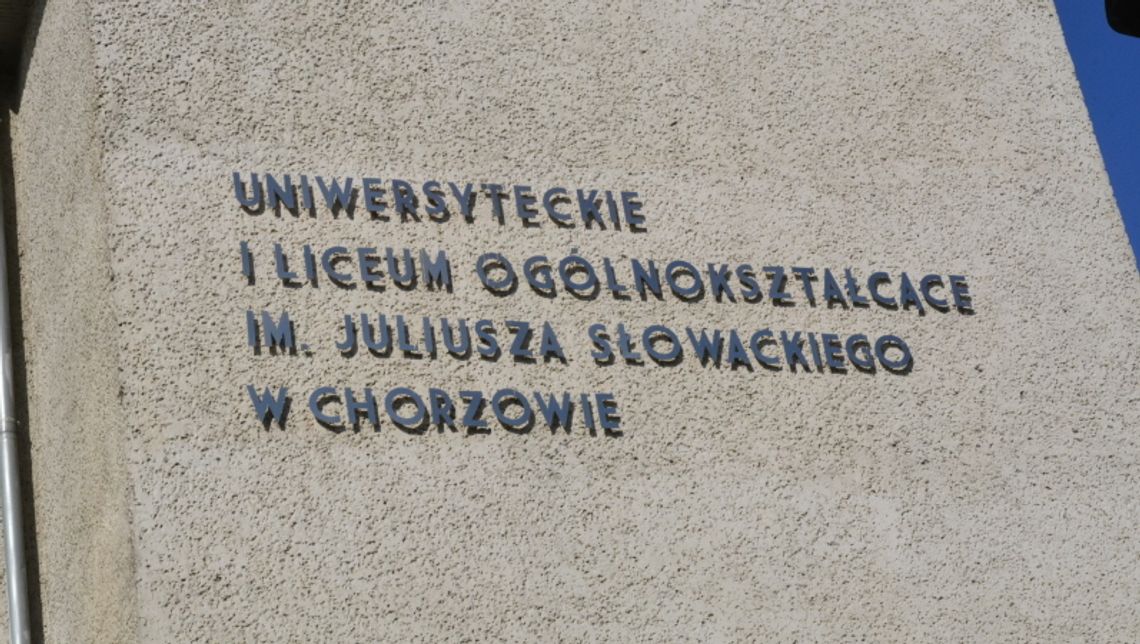 UNIWERSYTECKIE
I LICEUM OGÓLNOKSZTAŁCĄCE
IM. JULIUSZA SŁOWACKIEGO
W CHORZOWIE